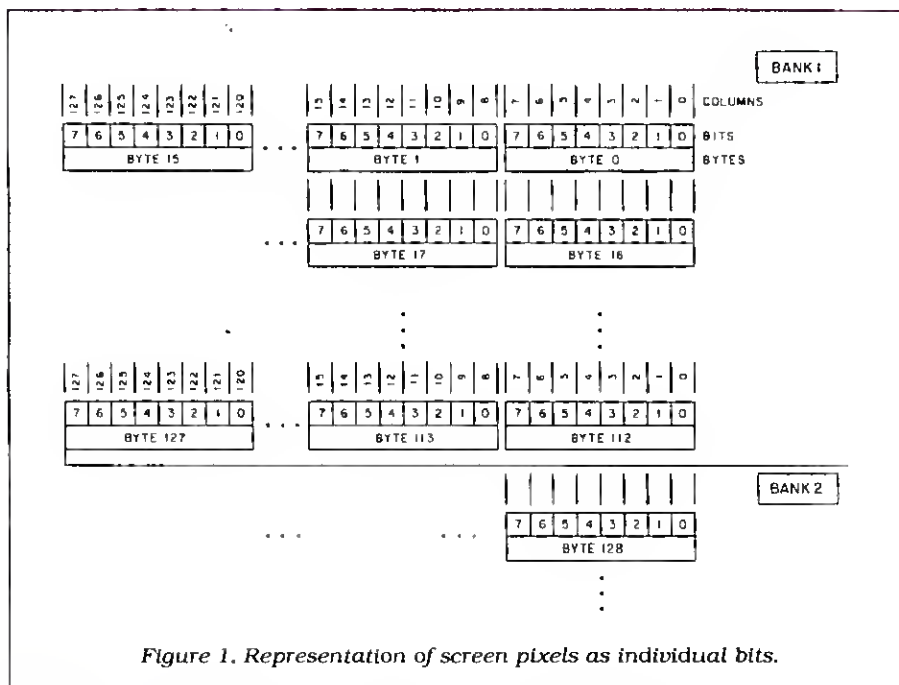 BANK 1
127 126 125 124 123 122 121 120 15 14 13 12 11 10 9 8 7 6 5 4 3 2 1 0 COLUMNS
7 6 5 4 3 2 1 0 ... 7 6 5 4 3 2 1 0 7 6 5 4 3 2 1 0 BITS
BYTE 15 BYTE 1 BYTE 0 BYTES
... 7 6 5 4 3 2 1 0 7 6 5 4 3 2 1 0
BYTE 17 BYTE 16
127 126 125 124 123 122 121 120 15 14 13 12 11 10 9 8 7 6 5 4 3 2 1 0
7 6 5 4 3 2 1 0 ... 7 6 5 4 3 2 1 0 7 6 5 4 3 2 1 0
BYTE 127 BYTE 113 BYTE 112
BANK 2
... ... 7 6 5 4 3 2 1 0
BYTE 128
Figure 1. Representation of screen pixels as individual bits.